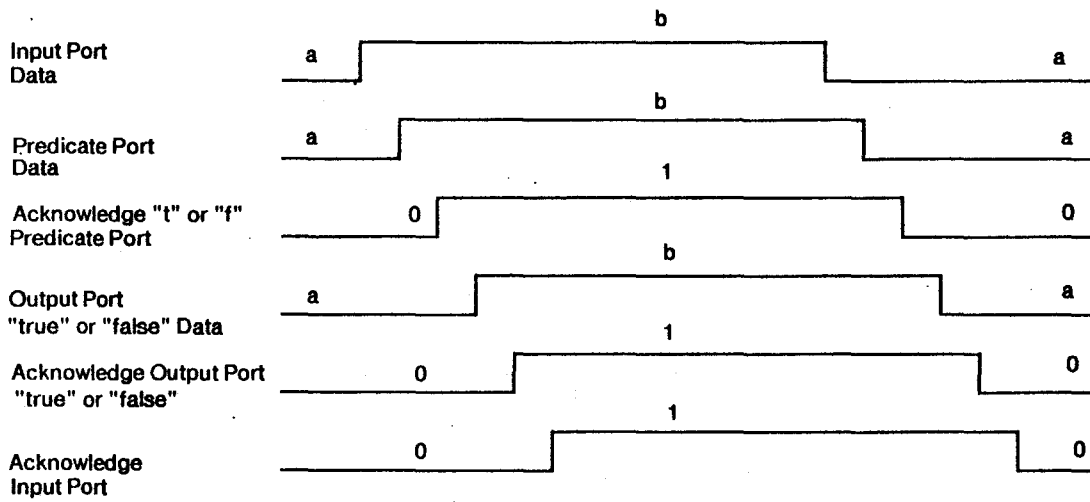 b
Input Port
Data
a
a
b
Predicate Port
Data
a
a
1
Acknowledge "t" or "f"
Predicate Port
0
0
b
Output Port
"true" or "false" Data
a
a
1
Acknowledge Output Port
"true" or "false"
0
0
1
Acknowledge
Input Port
0
0